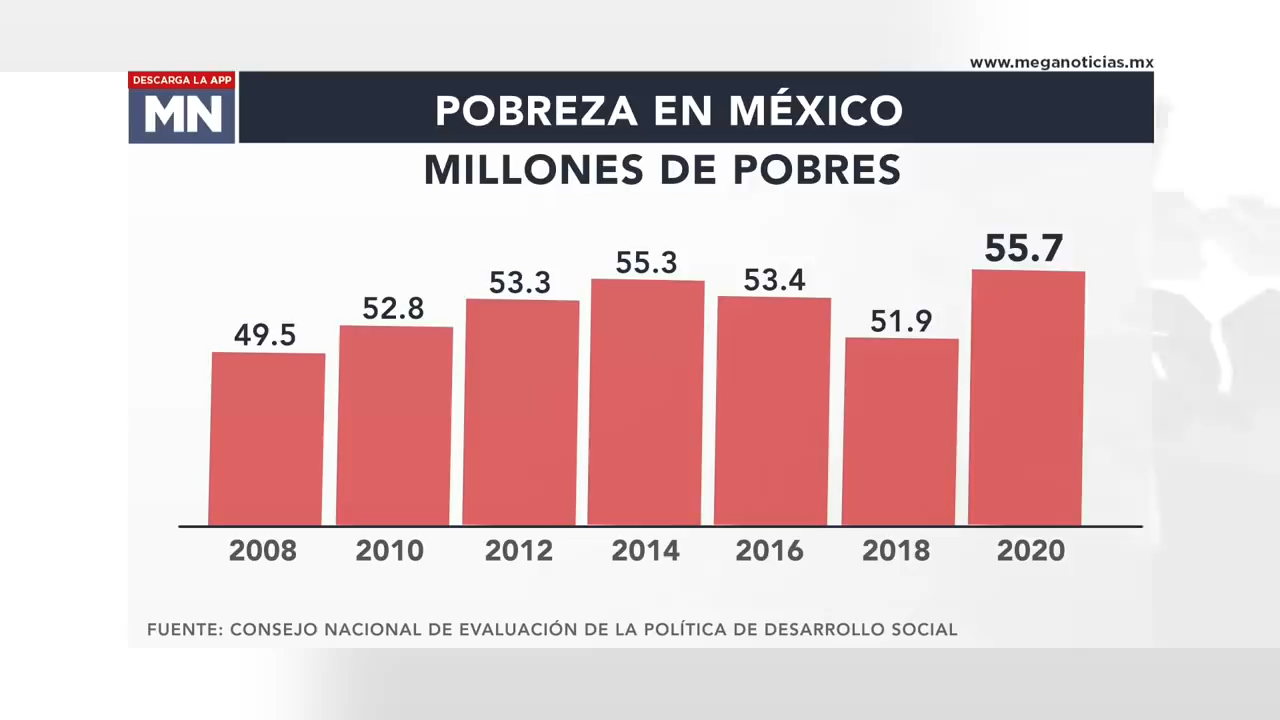 www.meganoticias.mx
DESCARGA LA APP
MN
POBREZA EN MÉXICO
MILLONES DE POBRES
49.5
52.8
53.3
55.3
53.4
51.9
55.7
2008
2010
2012
2014
2016
2018
2020
FUENTE: CONSEJO NACIONAL DE EVALUACIÓN DE LA POLÍTICA DE DESARROLLO SOCIAL